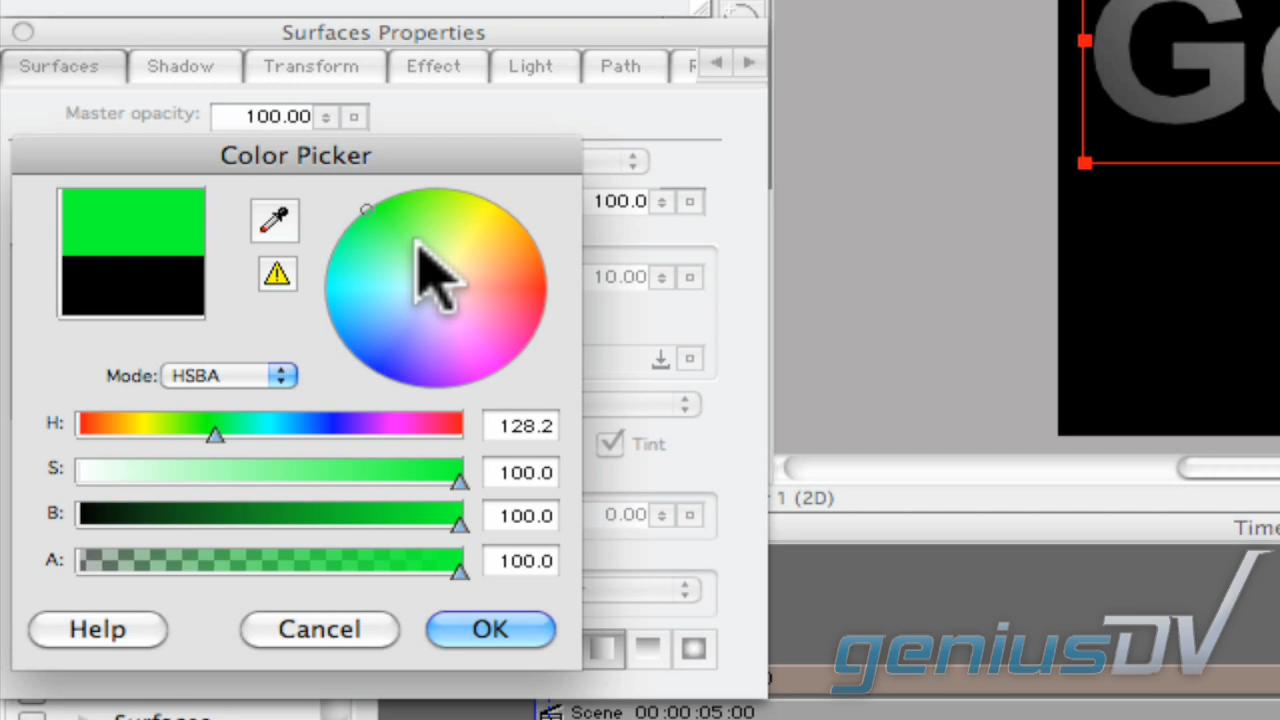 Surfaces Properties
Surfaces Shadow Transform Effect Light Path
Master opacity: 100.00
Color Picker
100.0
10.00
Mode: HSBA
H: 128.2
S: 100.0
B: 100.0
A: 100.0
Tint
0.00
Help Cancel OK
1 (2D)
Time
geniusDV
Scene 00:00:05:00
Surfaces
G